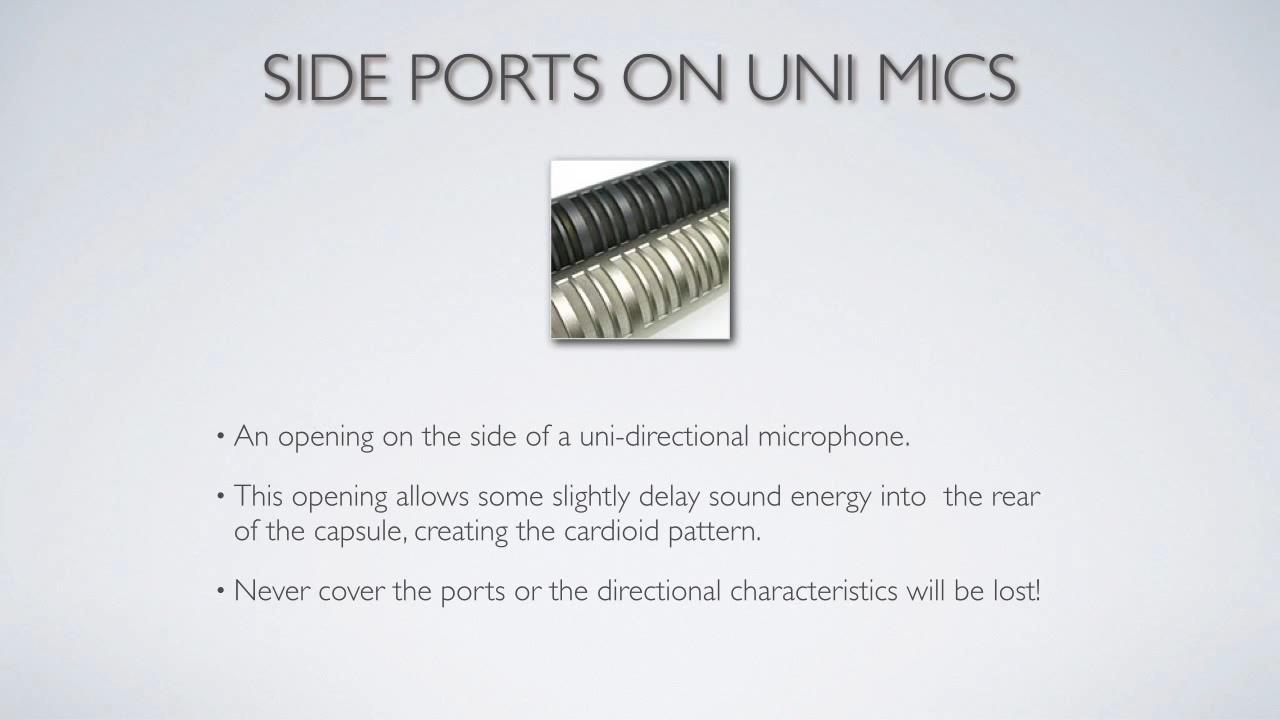 SIDE PORTS ON UNI MICS
• An opening on the side of a uni-directional microphone.
• This opening allows some slightly delay sound energy into  the rear
of the capsule, creating the cardioid pattern.
• Never cover the ports or the directional characteristics will be lost!